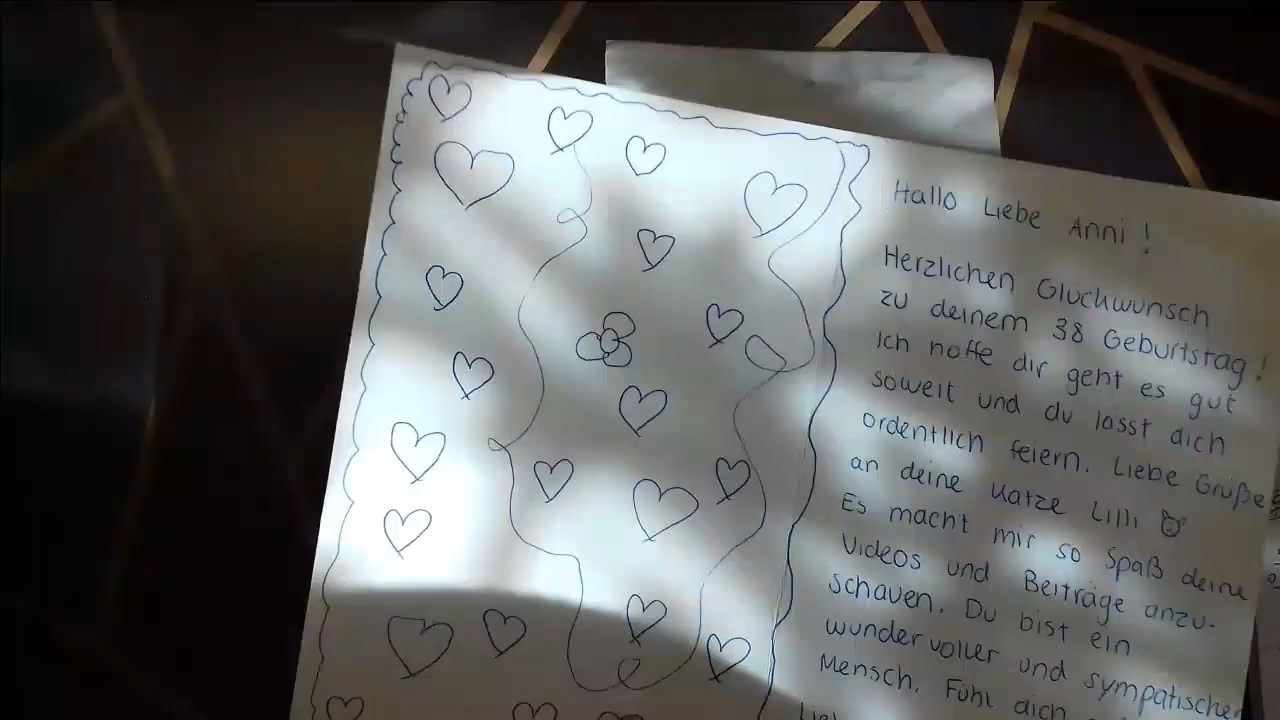 Hallo Liebe Anni !
Herzlichen Glückwunsch
zu deinem 38 Geburtstag !
Ich hoffe dir geht es gut
soweit und du lässt dich
ordentlich feiern. Liebe Grüße
an deine Katze Lilli
Es macht mir so Spaß deine
Videos und Beiträge anzu-
schauen. Du bist ein
wundervoller und sympatischer
Mensch. Fühl dich